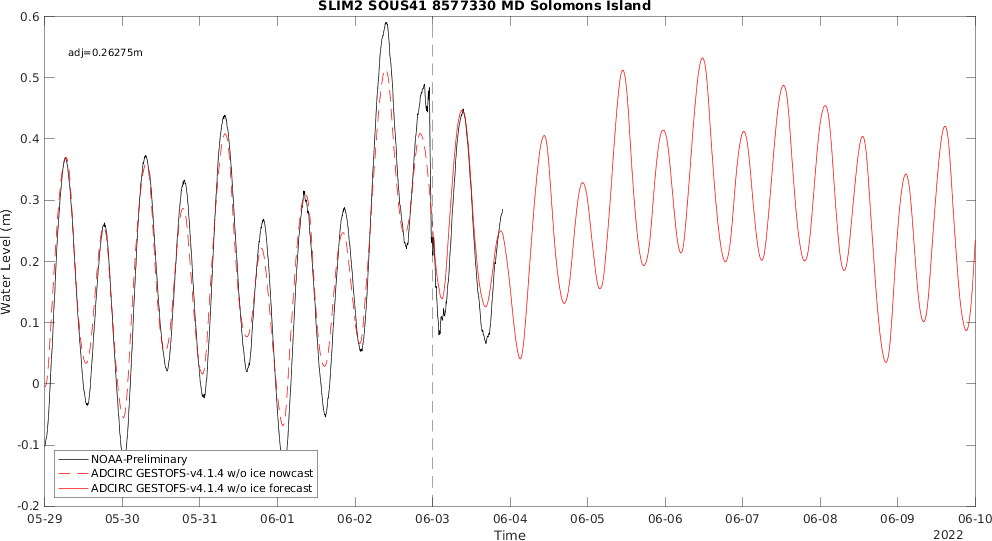 SLIM2 SOUS41 8577330 MD Solomons Island
adj=0.26275m
Water Level (m)
0.6
0.5
0.4
0.3
0.2
0.1
0
-0.1
-0.2
NOAA-Preliminary
ADCIRC GESTOFS-v4.1.4 w/o ice nowcast
ADCIRC GESTOFS-v4.1.4 w/o ice forecast
05-29 05-30 05-31 06-01 06-02 06-03 06-04 06-05 06-06 06-07 06-08 06-09 06-10
Time
2022